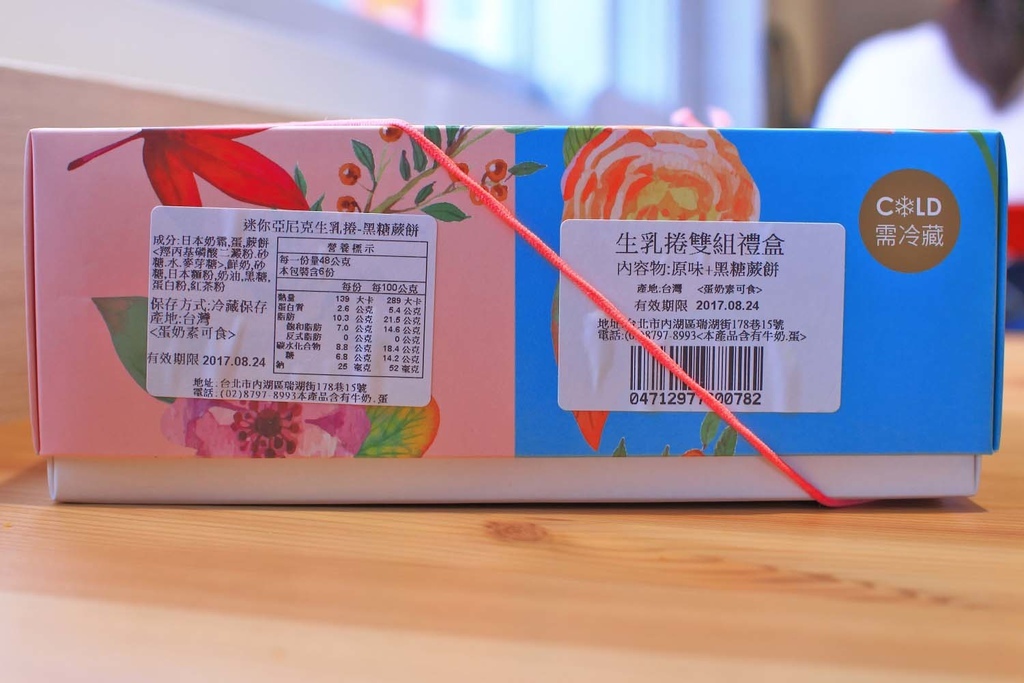 迷你亞尼克生乳捲-黑糖蕨餅
成分:日本奶霜,蛋,蕨餅
<羥丙基磷酸二澱粉,砂
糖,水,麥芽糖>,鮮奶,砂
糖,日本麵粉,奶油,黑糖,
蛋白粉,紅茶粉
保存方式:冷藏保存
產地:台灣
<蛋奶素可食>
有效期限 2017.08.24
營養標示
每一份量48公克
本包裝含6份
每份 每100公克
熱量 139 大卡 289 大卡
蛋白質 2.6 公克 5.4 公克
脂肪 10.3 公克 21.5 公克
飽和脂肪 7.0 公克 14.6 公克
反式脂肪 0 公克 0 公克
碳水化合物 8.8 公克 18.4 公克
糖 6.8 公克 14.2 公克
鈉 25 毫克 52 毫克
地址:台北市內湖區瑞湖街178巷15號
電話:(02)8797-8993本產品含有牛奶.蛋
生乳捲雙組禮盒
內容物:原味+黑糖蕨餅
產地:台灣 <蛋奶素可食>
有效期限 2017.08.24
地址:台北市內湖區瑞湖街178巷15號
電話:(02)8797-8993<本產品含有牛奶.蛋>
04712977 00782
COLD
需冷藏